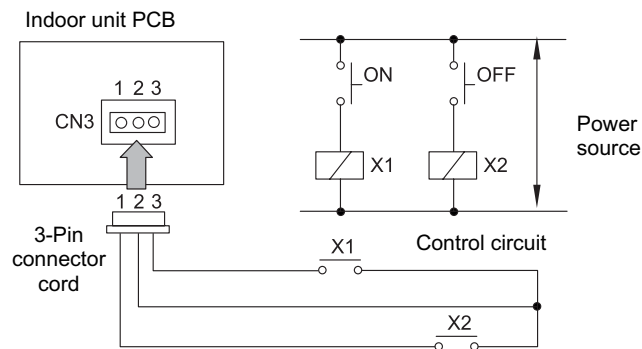 Indoor unit PCB
1 2 3
CN3
1 2 3
3-Pin
connector
cord
ON
OFF
X1
X2
Power
source
Control circuit
X1
X2